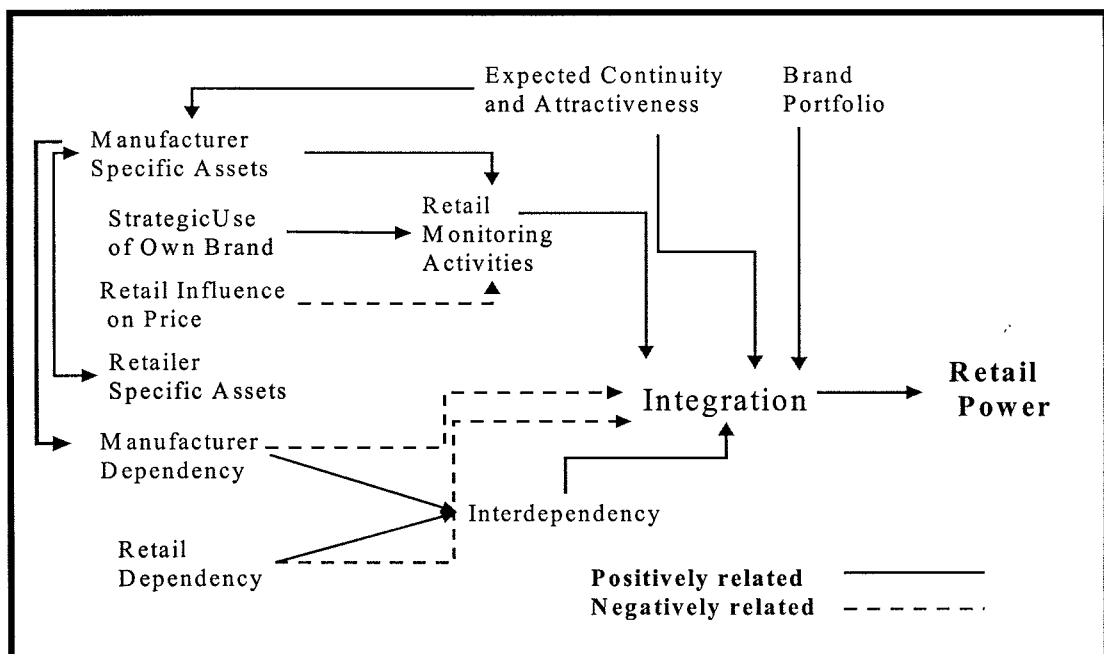 Expected Continuity
and Attractiveness
Brand
Portfolio
Manufacturer
Specific Assets
StrategicUse
of Own Brand
Retail
Monitoring
Activities
Retail Influence
on Price
Retailer
Specific Assets
Integration
Retail
Power
Manufacturer
Dependency
Interdependency
Retail
Dependency
Positively related
Negatively related